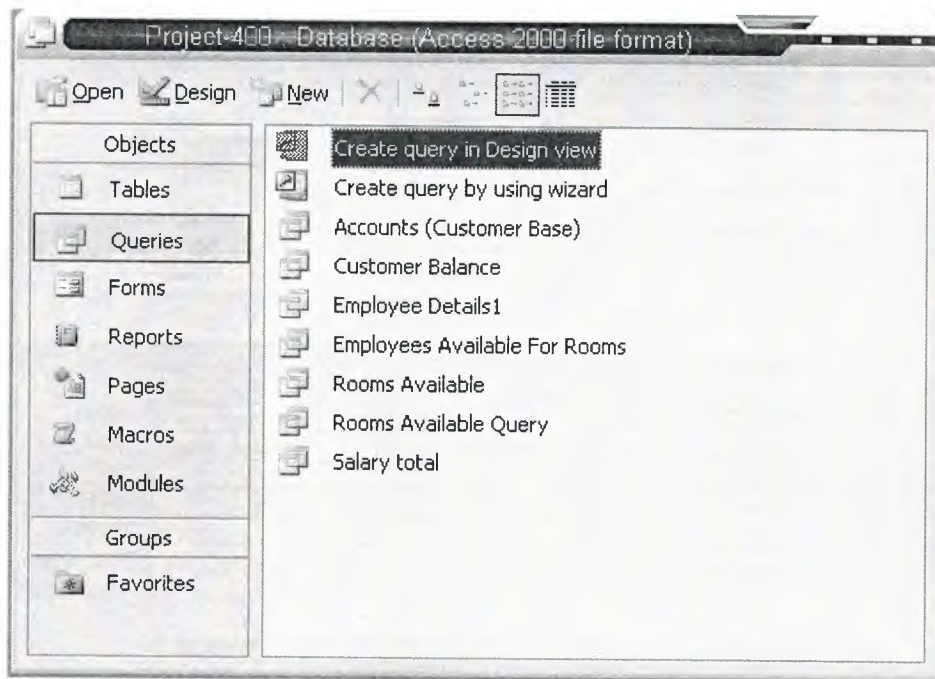 Project-400 : Database (Access 2000 file format)
Open Design New
Objects
Tables
Queries
Forms
Reports
Pages
Macros
Modules
Groups
Favorites
Create query in Design view
Create query by using wizard
Accounts (Customer Base)
Customer Balance
Employee Details1
Employees Available For Rooms
Rooms Available
Rooms Available Query
Salary total